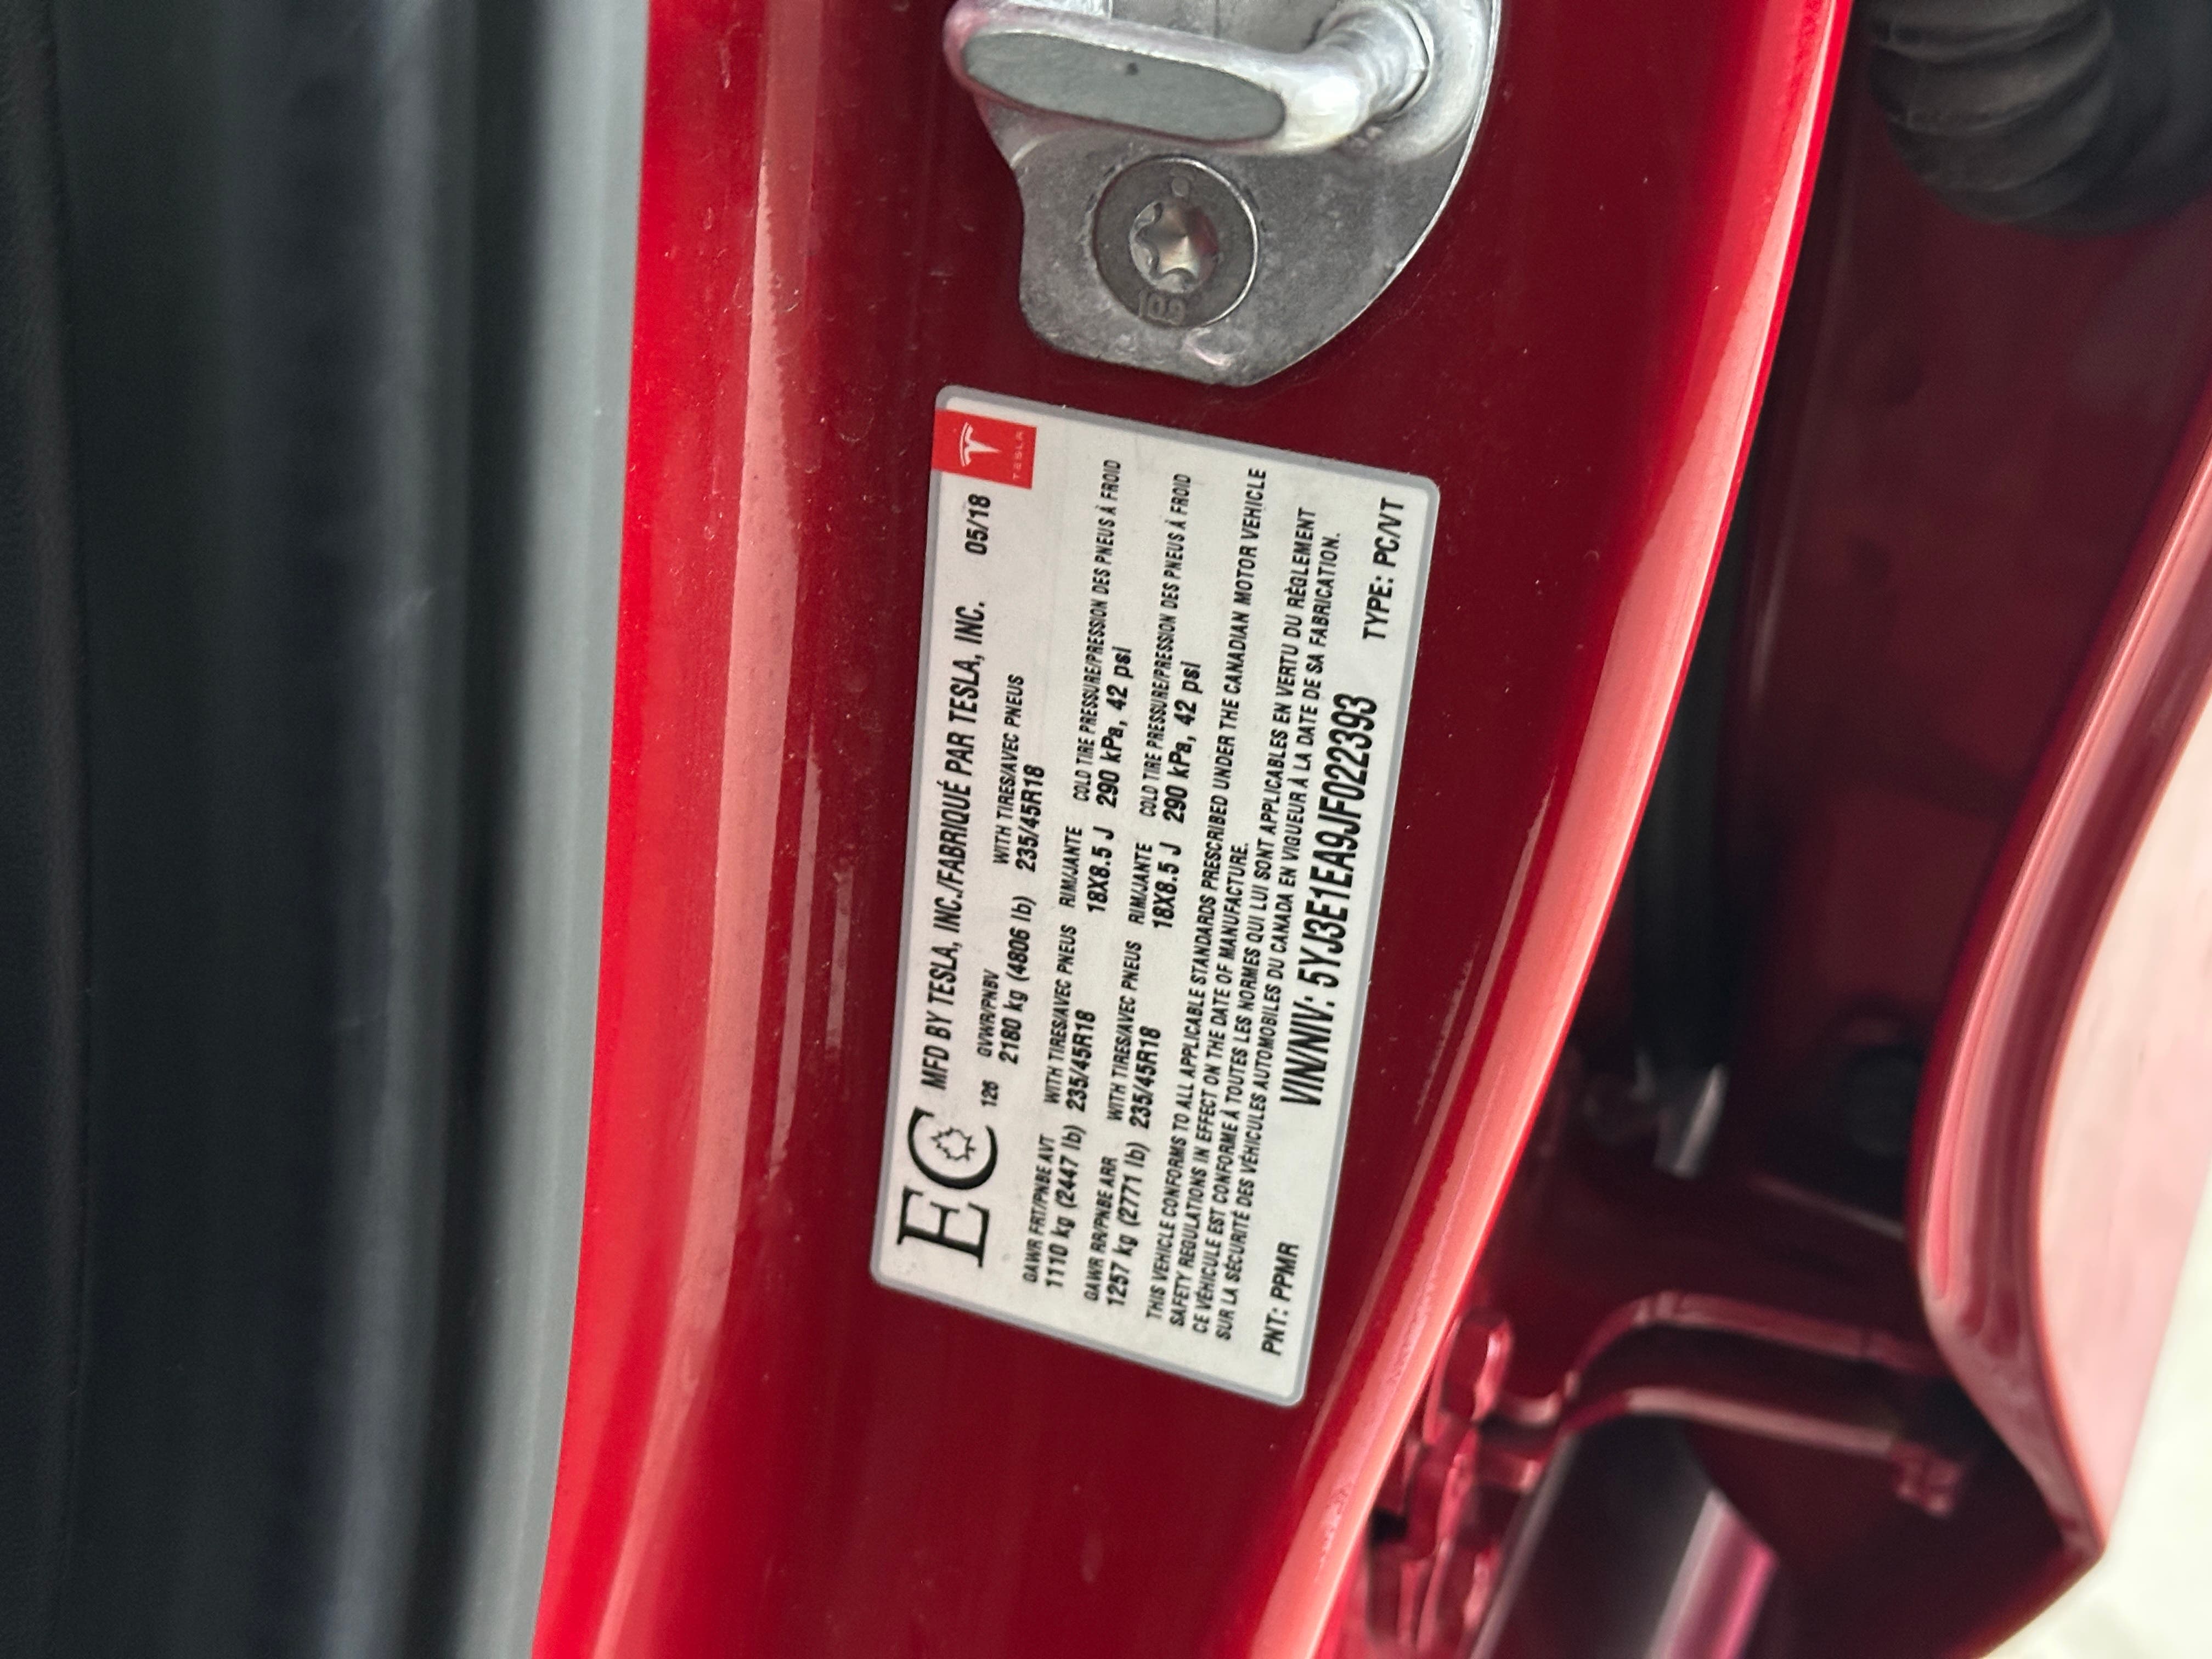 EC MFD BY TESLA, INC./FABRIQUÉ PAR TESLA, INC. 05/18
TESLA
126 GVWR/PNBV WITH TIRES/AVEC PNEUS
2180 kg (4806 lb) 235/45R18
GAWR FRT/PNBE AVT WITH TIRES/AVEC PNEUS RIM/JANTE COLD TIRE PRESSURE/PRESSION DES PNEUS À FROID
1110 kg (2447 lb) 235/45R18 18X8.5 J 290 kPa, 42 psi
GAWR RR/PNBE ARR WITH TIRES/AVEC PNEUS RIM/JANTE COLD TIRE PRESSURE/PRESSION DES PNEUS À FROID
1257 kg (2771 lb) 235/45R18 18X8.5 J 290 kPa, 42 psi
THIS VEHICLE CONFORMS TO ALL APPLICABLE STANDARDS PRESCRIBED UNDER THE CANADIAN MOTOR VEHICLE
SAFETY REGULATIONS IN EFFECT ON THE DATE OF MANUFACTURE.
CE VÉHICULE EST CONFORME À TOUTES LES NORMES QUI LUI SONT APPLICABLES EN VERTU DU RÈGLEMENT
SUR LA SÉCURITÉ DES VÉHICULES AUTOMOBILES DU CANADA EN VIGUEUR À LA DATE DE SA FABRICATION.
PNT: PPMR VIN/NIV: 5YJ3E1EA9JF022393 TYPE: PC/VT
10.9